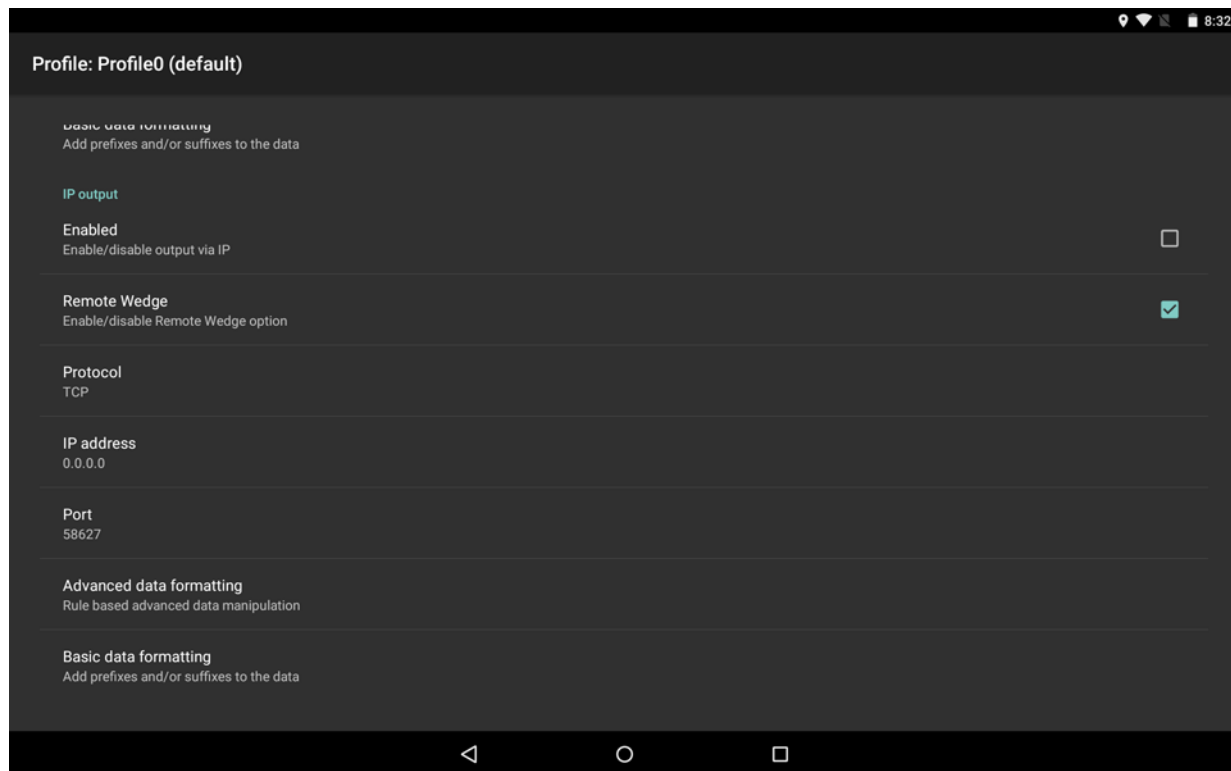 8:32
Profile: Profile0 (default)
Basic data formatting
Add prefixes and/or suffixes to the data
IP output
Enabled
Enable/disable output via IP
Remote Wedge
Enable/disable Remote Wedge option
Protocol
TCP
IP address
0.0.0.0
Port
58627
Advanced data formatting
Rule based advanced data manipulation
Basic data formatting
Add prefixes and/or suffixes to the data